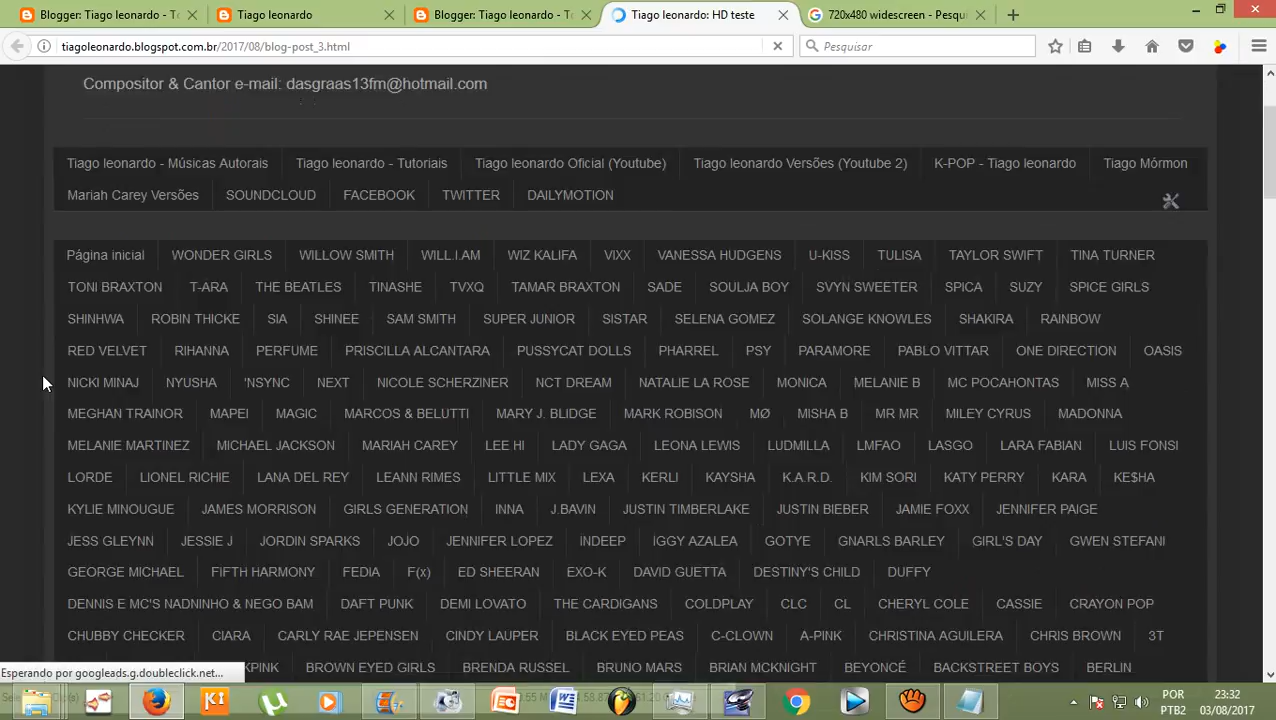 Blogger: Tiago leonardo - To
Tiago leonardo
Blogger: Tiago leonardo - T
Tiago leonardo: HD teste
720x480 widescreen - Pesqui
tiagoleonardo.blogspot.com.br/2017/08/blog-post_3.html
Pesquisar
Compositor & Cantor e-mail: dasgraas13fm@hotmail.com
Tiago leonardo - Músicas Autorais Tiago leonardo - Tutoriais Tiago leonardo Oficial (Youtube) Tiago leonardo Versões (Youtube 2) K-POP - Tiago leonardo Tiago Mórmon
Mariah Carey Versões SOUNDCLOUD FACEBOOK TWITTER DAILYMOTION
Página inicial WONDER GIRLS WILLOW SMITH WILL.I.AM WIZ KALIFA VIXX VANESSA HUDGENS U-KISS TULISA TAYLOR SWIFT TINA TURNER
TONI BRAXTON T-ARA THE BEATLES TINASHE TVXQ TAMAR BRAXTON SADE SOULJA BOY SVYN SWEETER SPICA SUZY SPICE GIRLS
SHINHWA ROBIN THICKE SIA SHINEE SAM SMITH SUPER JUNIOR SISTAR SELENA GOMEZ SOLANGE KNOWLES SHAKIRA RAINBOW
RED VELVET RIHANNA PERFUME PRISCILLA ALCANTARA PUSSYCAT DOLLS PHARREL PSY PARAMORE PABLO VITTAR ONE DIRECTION OASIS
NICKI MINAJ NYUSHA 'NSYNC NEXT NICOLE SCHERZINER NCT DREAM NATALIE LA ROSE MONICA MELANIE B MC POCAHONTAS MISS A
MEGHAN TRAINOR MAPEI MAGIC MARCOS & BELUTTI MARY J. BLIDGE MARK ROBISON MØ MISHA B MR MR MILEY CYRUS MADONNA
MELANIE MARTINEZ MICHAEL JACKSON MARIAH CAREY LEE HI LADY GAGA LEONA LEWIS LUDMILLA LMFAO LASGO LARA FABIAN LUIS FONSI
LORDE LIONEL RICHIE LANA DEL REY LEANN RIMES LITTLE MIX LEXA KERLI KAYSHA K.A.R.D. KIM SORI KATY PERRY KARA KE$HA
KYLIE MINOUGUE JAMES MORRISON GIRLS GENERATION INNA J.BAVIN JUSTIN TIMBERLAKE JUSTIN BIEBER JAMIE FOXX JENNIFER PAIGE
JESS GLEYNN JESSIE J JORDIN SPARKS JOJO JENNIFER LOPEZ INDEEP IGGY AZALEA GOTYE GNARLS BARLEY GIRL'S DAY GWEN STEFANI
GEORGE MICHAEL FIFTH HARMONY FEDIA F(x) ED SHEERAN EXO-K DAVID GUETTA DESTINY'S CHILD DUFFY
DENNIS E MC'S NADNINHO & NEGO BAM DAFT PUNK DEMI LOVATO THE CARDIGANS COLDPLAY CLC CL CHERYL COLE CASSIE CRAYON POP
CHUBBY CHECKER CIARA CARLY RAE JEPENSEN CINDY LAUPER BLACK EYED PEAS C-CLOWN A-PINK CHRISTINA AGUILERA CHRIS BROWN 3T
KPINK BROWN EYED GIRLS BRENDA RUSSEL BRUNO MARS BRIAN MCKNIGHT BEYONCÉ BACKSTREET BOYS BERLIN
Esperando por googleads.g.doubleclick.net...
POR 23:32
PTB2 03/08/2017